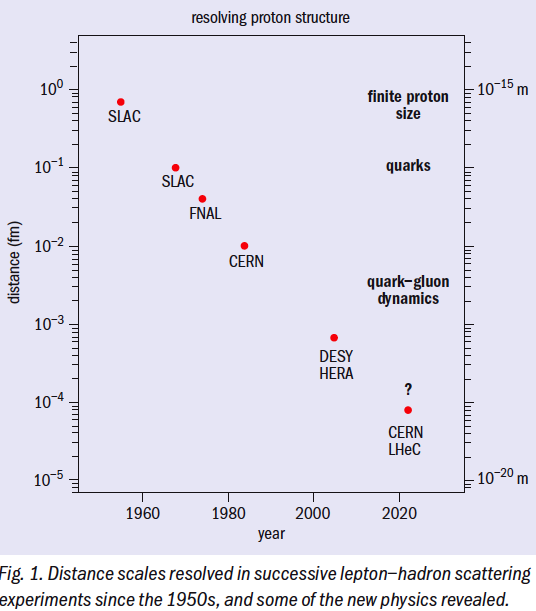 resolving proton structure
10⁰
10⁻¹
10⁻²
10⁻³
10⁻⁴
10⁻⁵
distance (fm)
10⁻¹⁵ m
10⁻²⁰ m
SLAC
SLAC
FNAL
CERN
DESY
HERA
?
CERN
LHeC
finite proton
size
quarks
quark–gluon
dynamics
1960
1980
2000
2020
year
Fig. 1. Distance scales resolved in successive lepton–hadron scattering
experiments since the 1950s, and some of the new physics revealed.